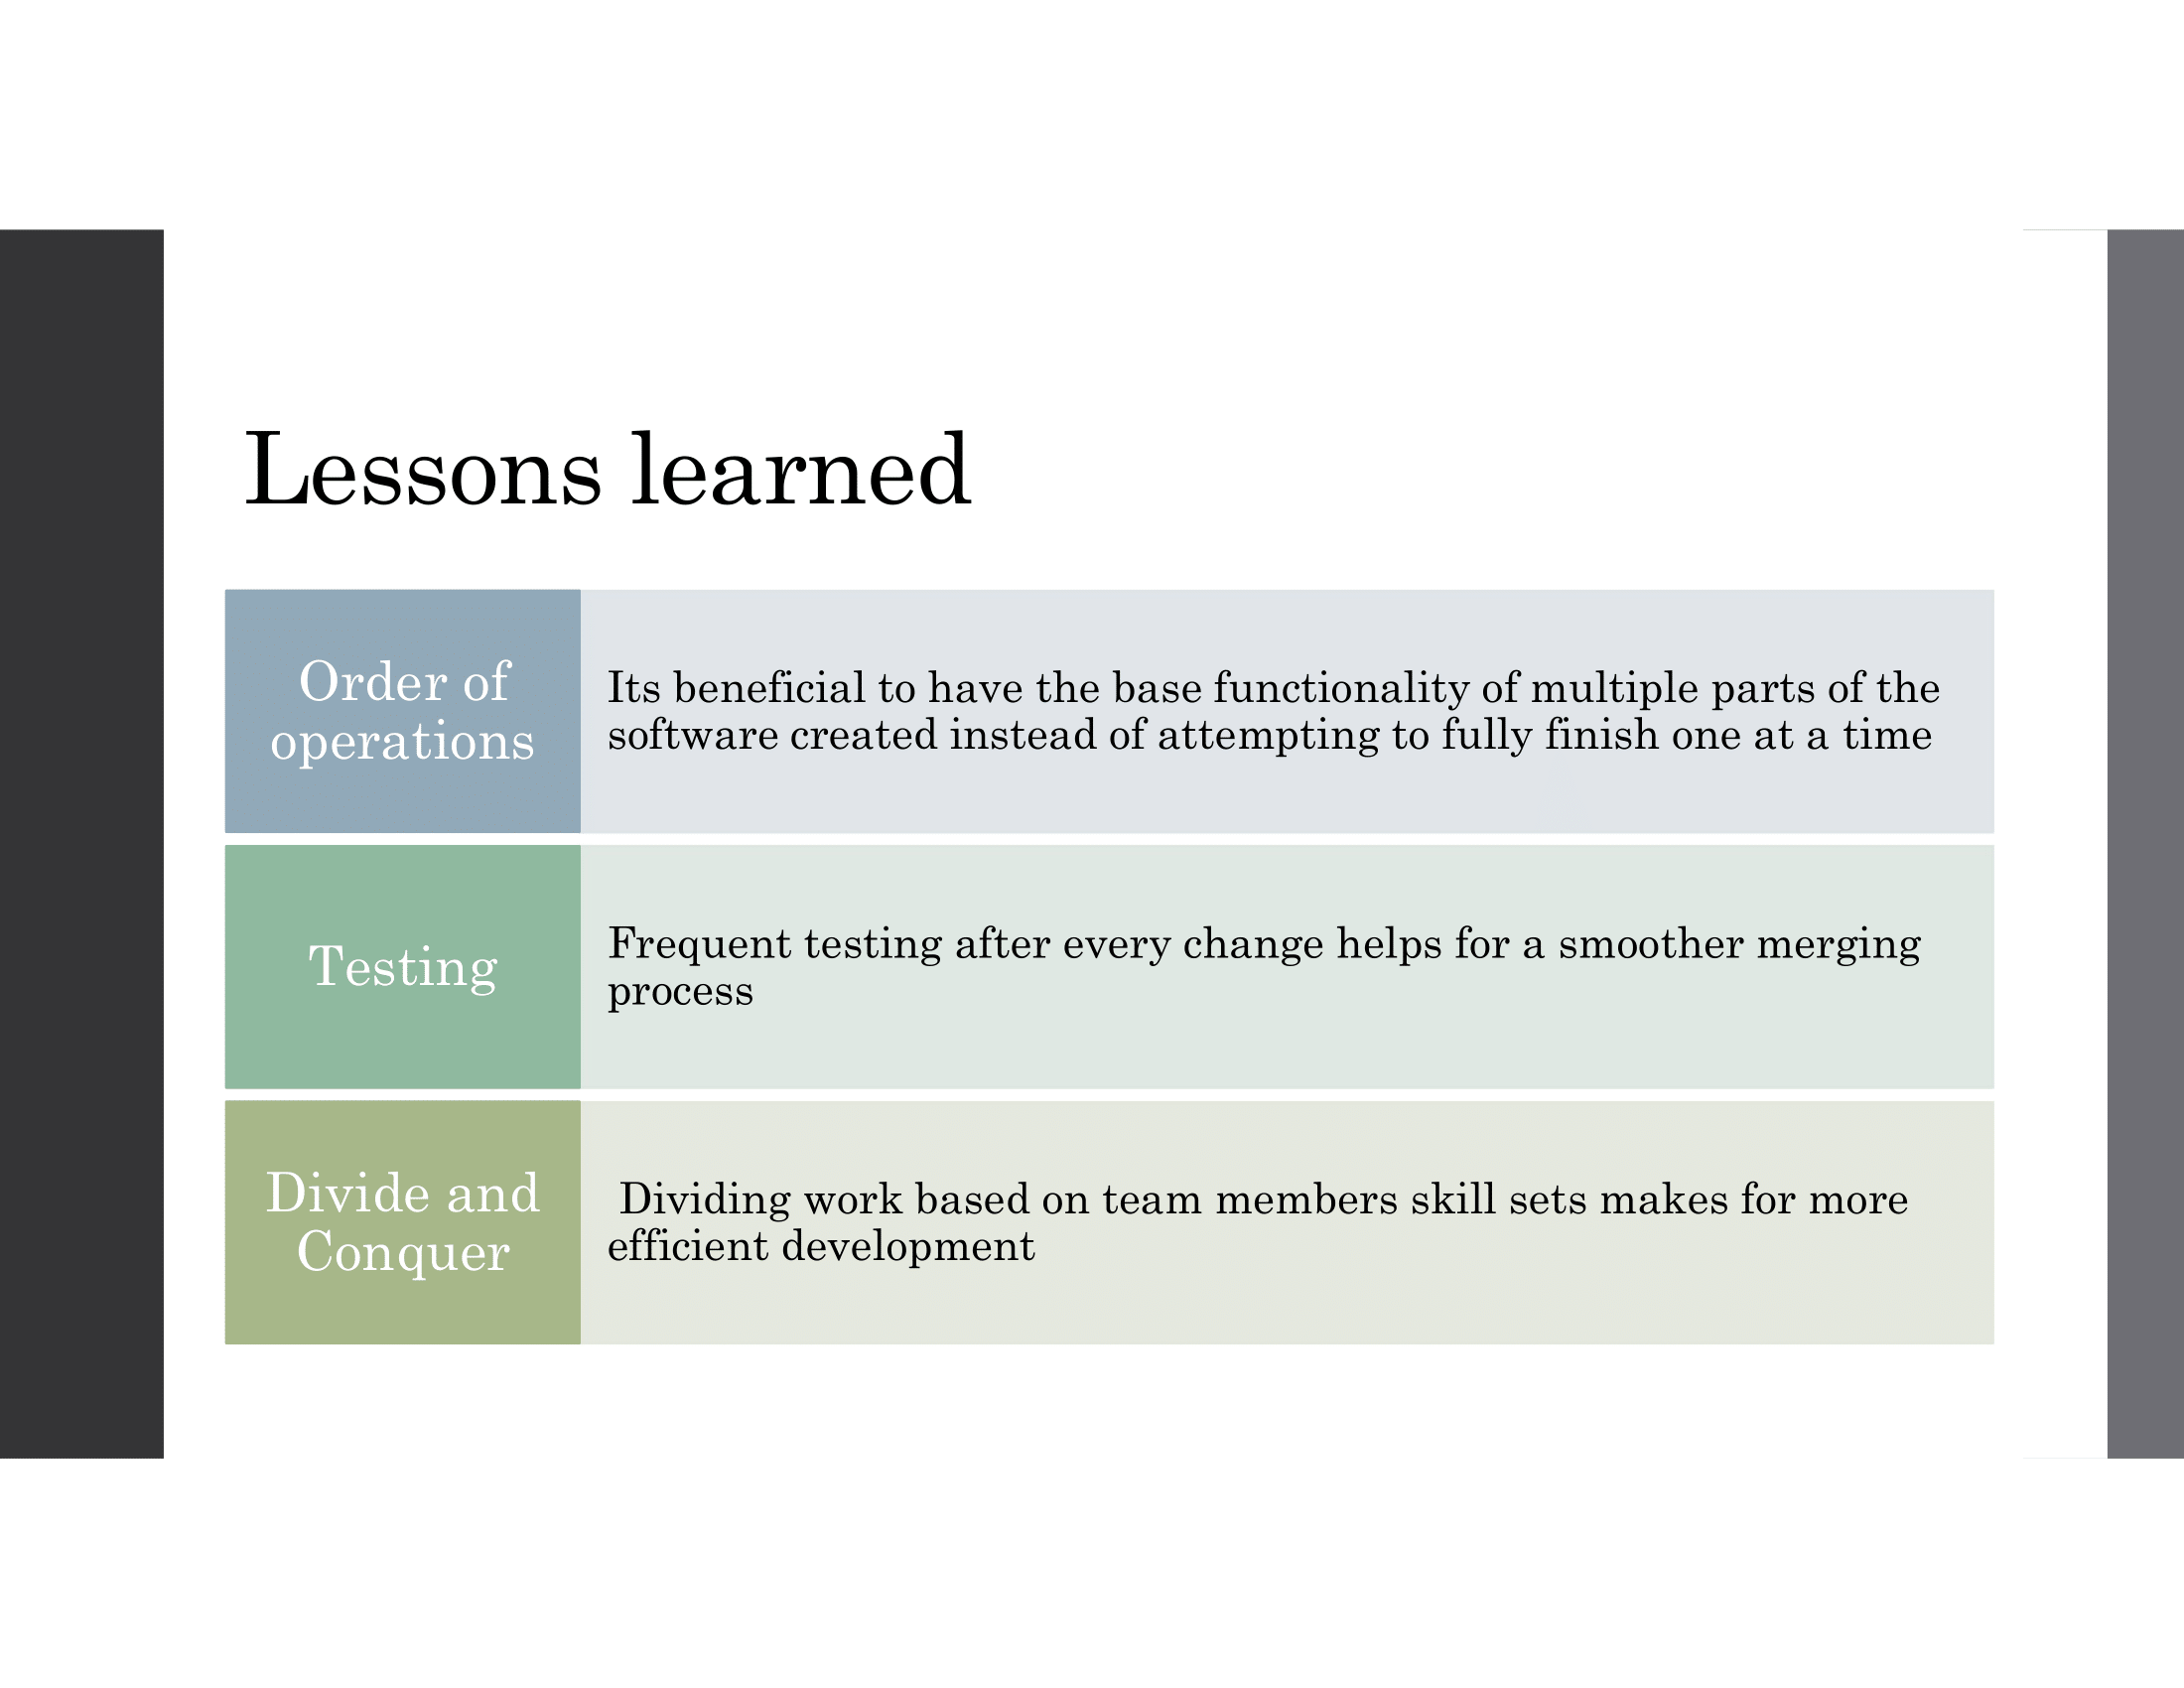 Lessons learned
Order of
operations
Its beneficial to have the base functionality of multiple parts of the
software created instead of attempting to fully finish one at a time
Testing
Frequent testing after every change helps for a smoother merging
process
Divide and
Conquer
Dividing work based on team members skill sets makes for more
efficient development